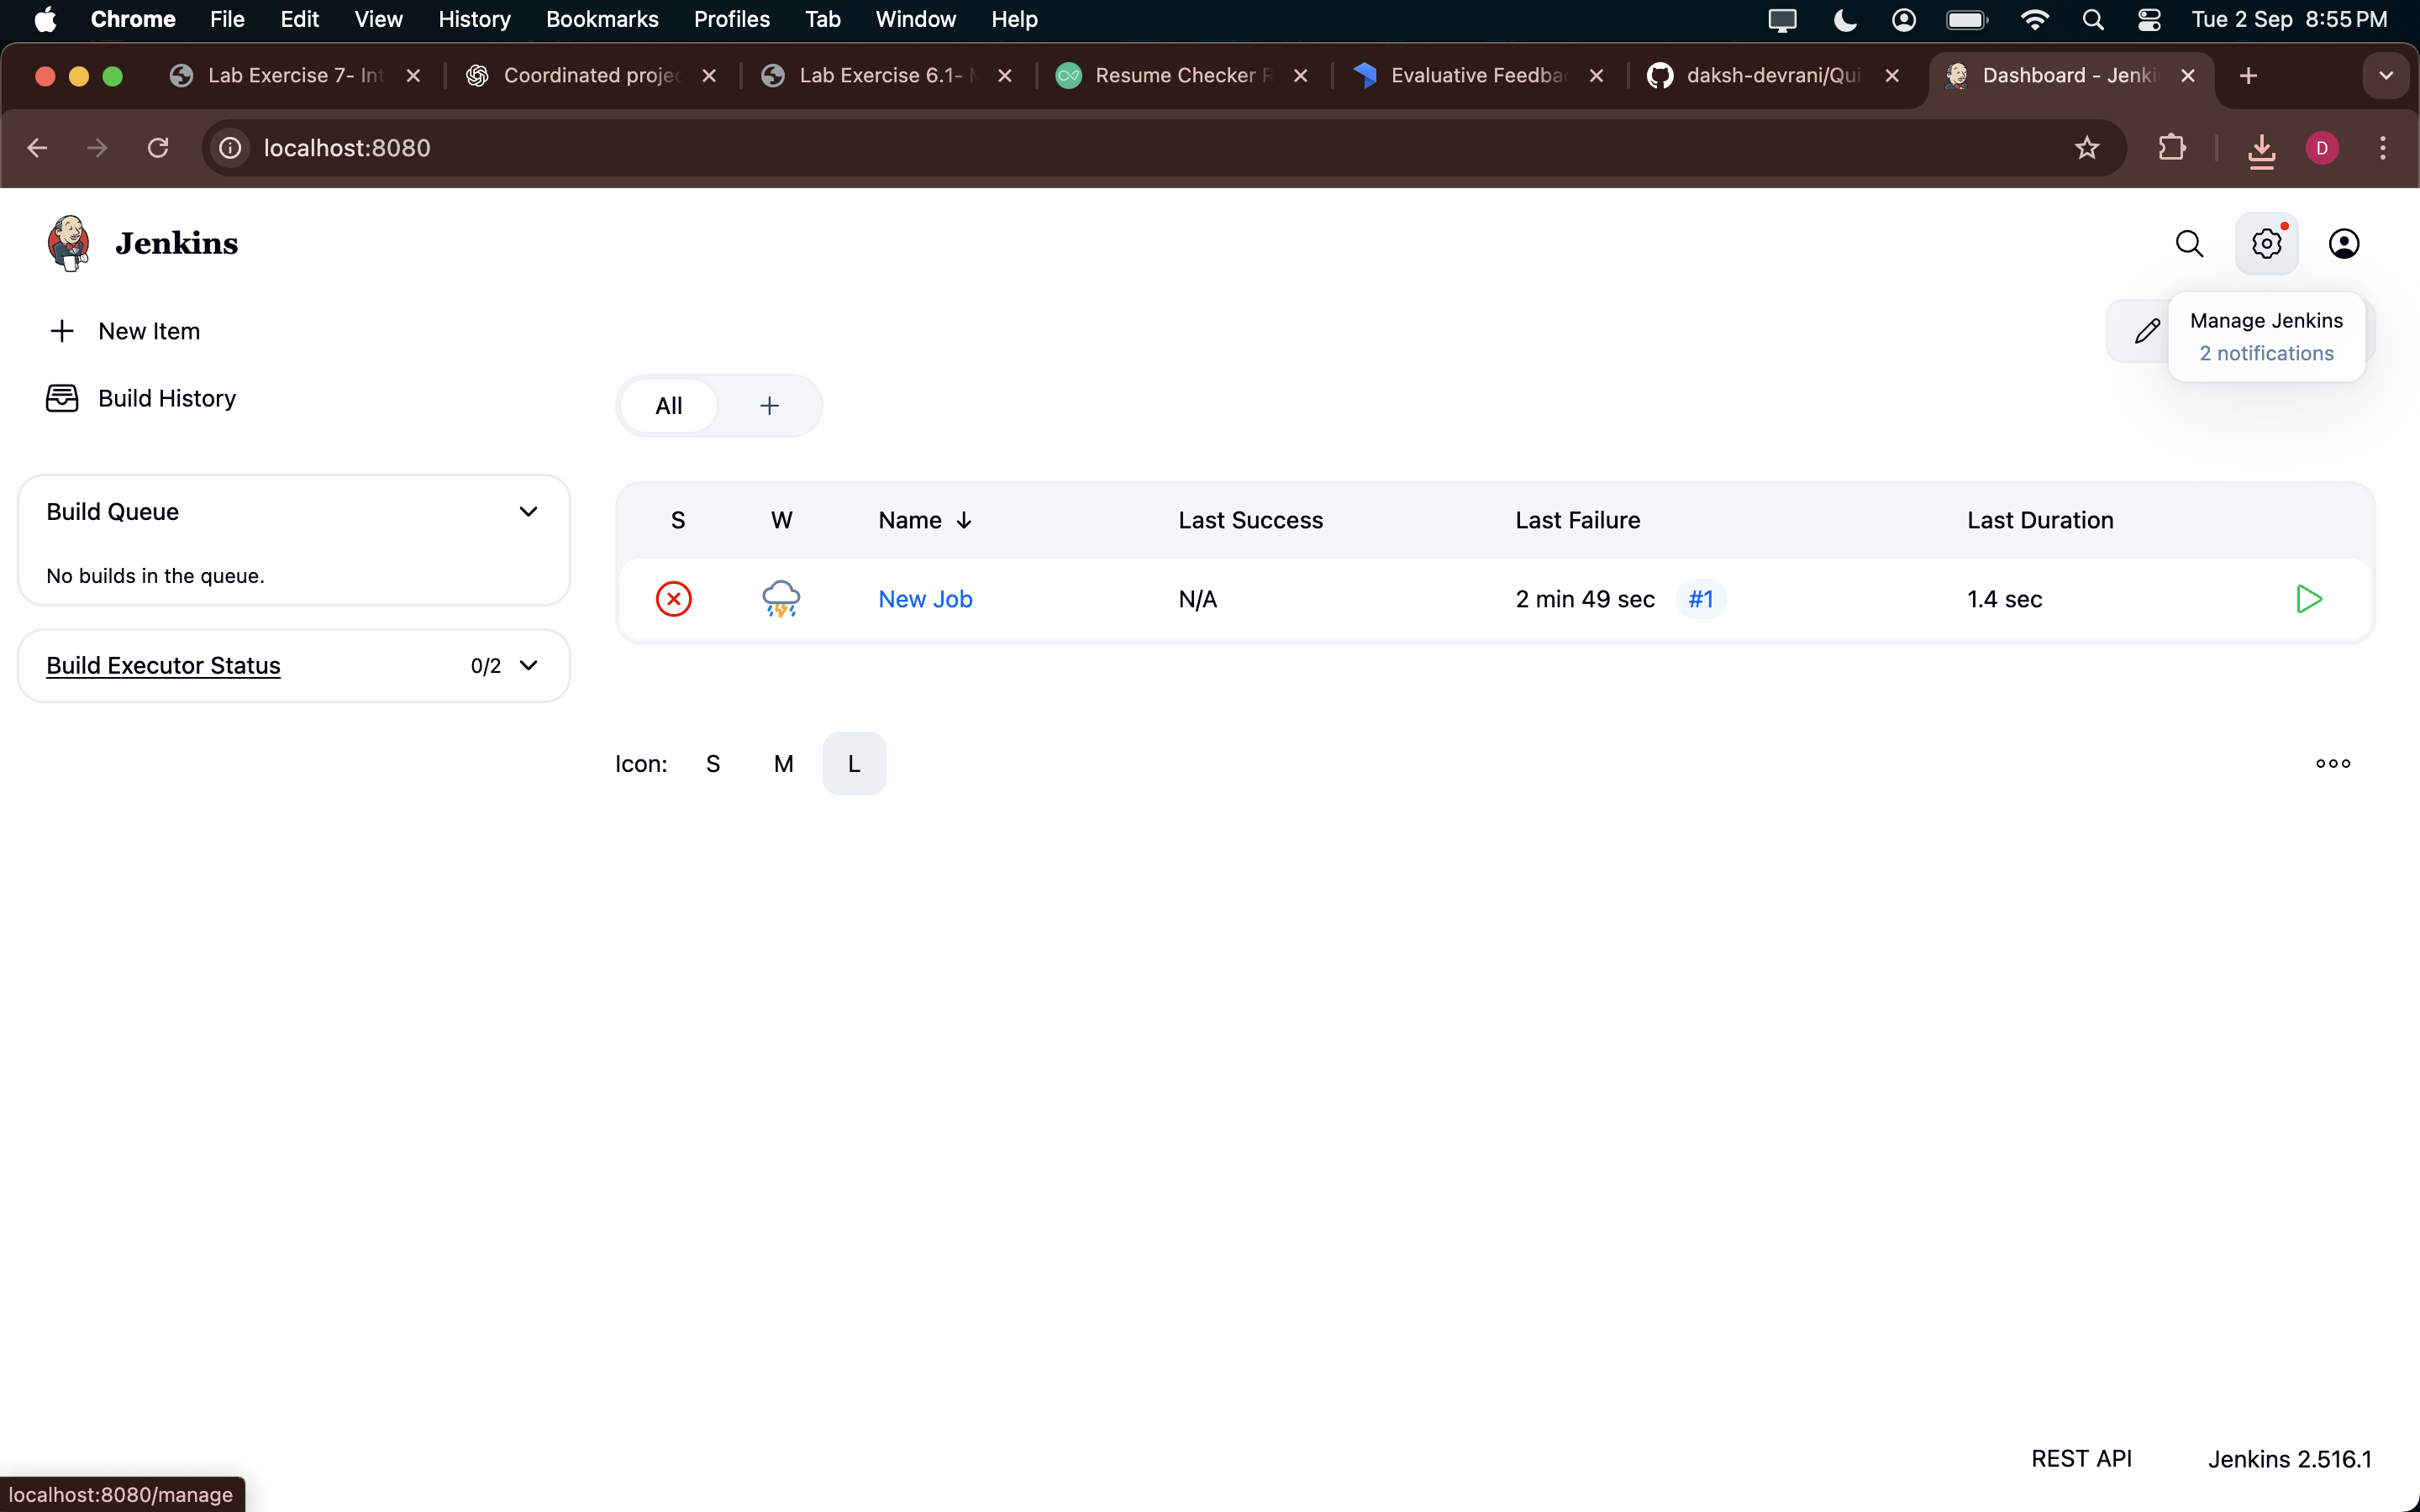 Chrome File Edit View History Bookmarks Profiles Tab Window Help Tue 2 Sep 8:55 PM
Lab Exercise 7- Int Coordinated projec Lab Exercise 6.1- Resume Checker Evaluative Feedba daksh-devrani/Qui Dashboard - Jenki
localhost:8080 D
Jenkins
New Item
Manage Jenkins
2 notifications
Build History
All
Build Queue
No builds in the queue.
Build Executor Status 0/2
S W Name ↓ Last Success Last Failure Last Duration
New Job N/A 2 min 49 sec #1 1.4 sec
Icon: S M L
REST API Jenkins 2.516.1
localhost:8080/manage